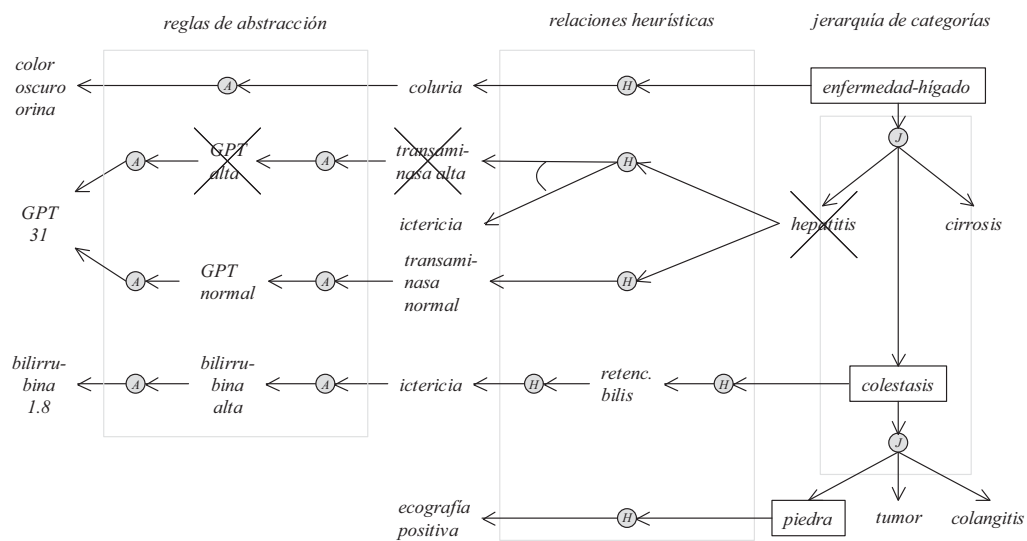 reglas de abstracción
relaciones heurísticas
jerarquía de categorías
color
oscuro
orina
A
coluria
H
enfermedad-hígado
J
A
GPT
alta
A
transami-
nasa alta
H
GPT
31
ictericia
hepatitis
cirrosis
A
GPT
normal
A
transami-
nasa
normal
H
bilirru-
bina
1.8
A
bilirru-
bina
alta
A
ictericia
H
retenc.
bilis
H
colestasis
J
ecografía
positiva
H
piedra
tumor
colangitis